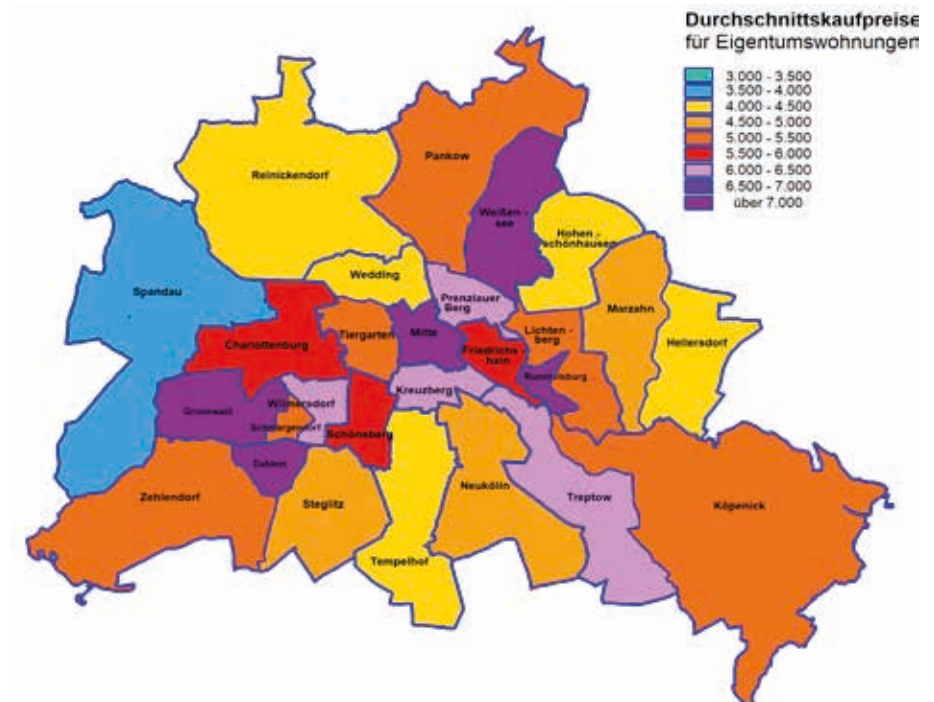 Durchschnittskaufpreise
für Eigentumswohnungen
3.000 - 3.500
3.500 - 4.000
4.000 - 4.500
4.500 - 5.000
5.000 - 5.500
5.500 - 6.000
6.000 - 6.500
6.500 - 7.000
über 7.000
Pankow
Reinickendorf
Weißen -
see
Hohen -
schönhausen
Wedding
Spandau
Prenzlauer
Berg
Marzahn
Tiergarten
Mitte
Lichten -
berg
Hellersdorf
Charlottenburg
Friedrichs -
hain
Rummelsburg
Kreuzberg
Wilmersdorf
Grunewald
Schmargendorf
Schöneberg
Dahlem
Zehlendorf
Steglitz
Neukölln
Treptow
Köpenick
Tempelhof